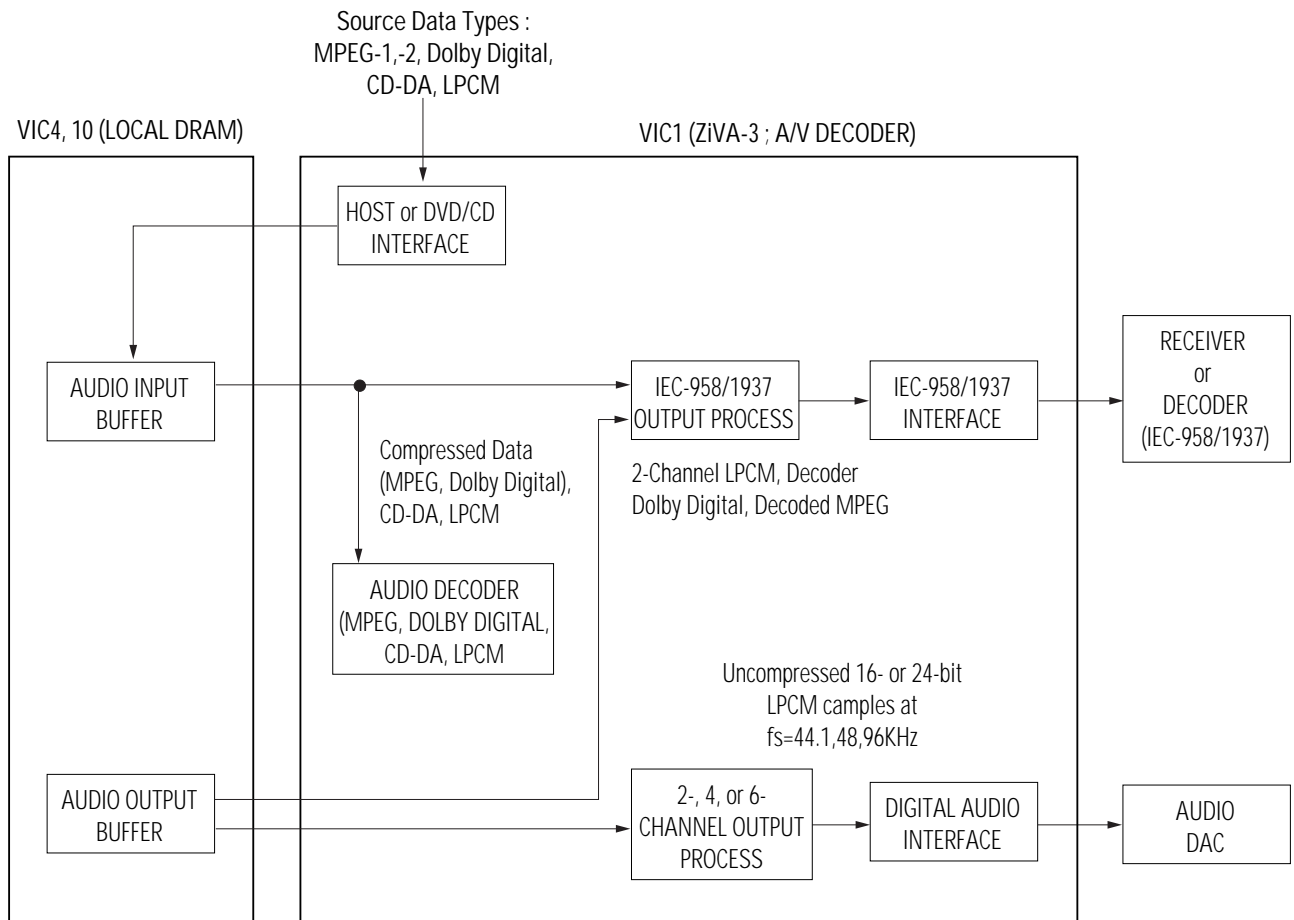 Source Data Types :
MPEG-1,-2, Dolby Digital,
CD-DA, LPCM
VIC4, 10 (LOCAL DRAM)
VIC1 (ZiVA-3 ; A/V DECODER)
HOST or DVD/CD
INTERFACE
AUDIO INPUT
BUFFER
IEC-958/1937
OUTPUT PROCESS
IEC-958/1937
INTERFACE
RECEIVER
or
DECODER
(IEC-958/1937)
Compressed Data
(MPEG, Dolby Digital),
CD-DA, LPCM
2-Channel LPCM, Decoder
Dolby Digital, Decoded MPEG
AUDIO DECODER
(MPEG, DOLBY DIGITAL,
CD-DA, LPCM
Uncompressed 16- or 24-bit
LPCM camples at
fs=44.1,48,96KHz
AUDIO OUTPUT
BUFFER
2-, 4, or 6-
CHANNEL OUTPUT
PROCESS
DIGITAL AUDIO
INTERFACE
AUDIO
DAC